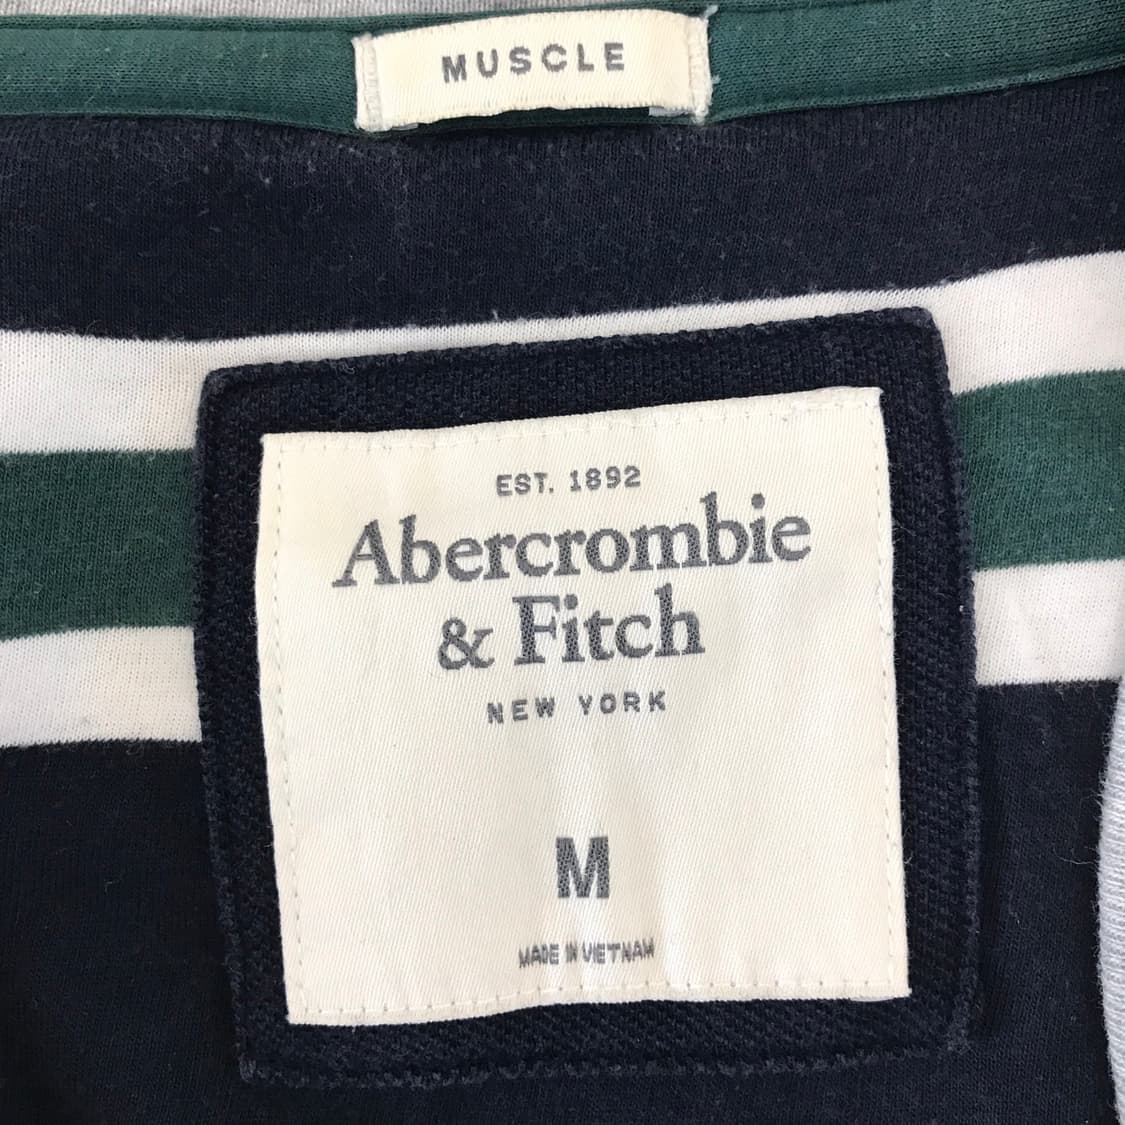 MUSCLE
EST. 1892
Abercrombie
& Fitch
NEW YORK
M
MADE IN VIETNAM